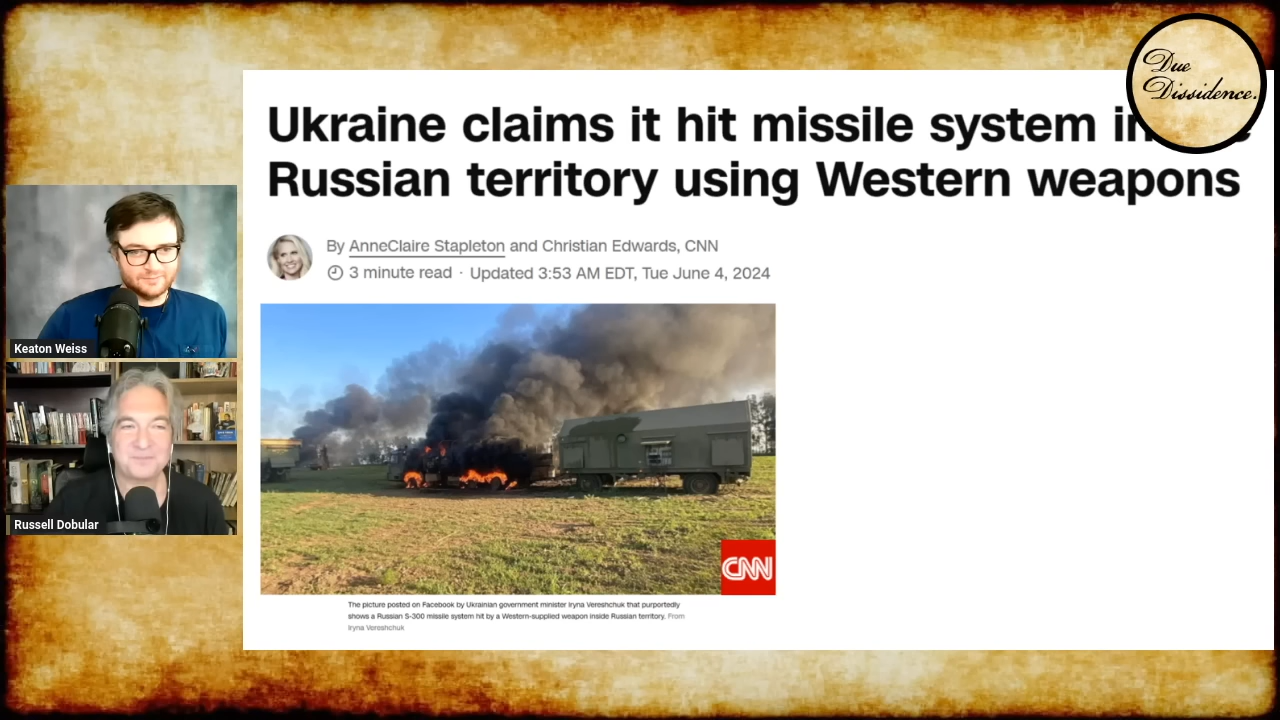 Due
Dissidence.
Ukraine claims it hit missile system in
Russian territory using Western weapons
By AnneClaire Stapleton and Christian Edwards, CNN
3 minute read · Updated 3:53 AM EDT, Tue June 4, 2024
Keaton Weiss
Russell Dobular
CNN
The picture posted on Facebook by Ukrainian government minister Iryna Vereshchuk that purportedly
shows a Russian S-300 missile system hit by a Western-supplied weapon inside Russian territory. From
Iryna Vereshchuk